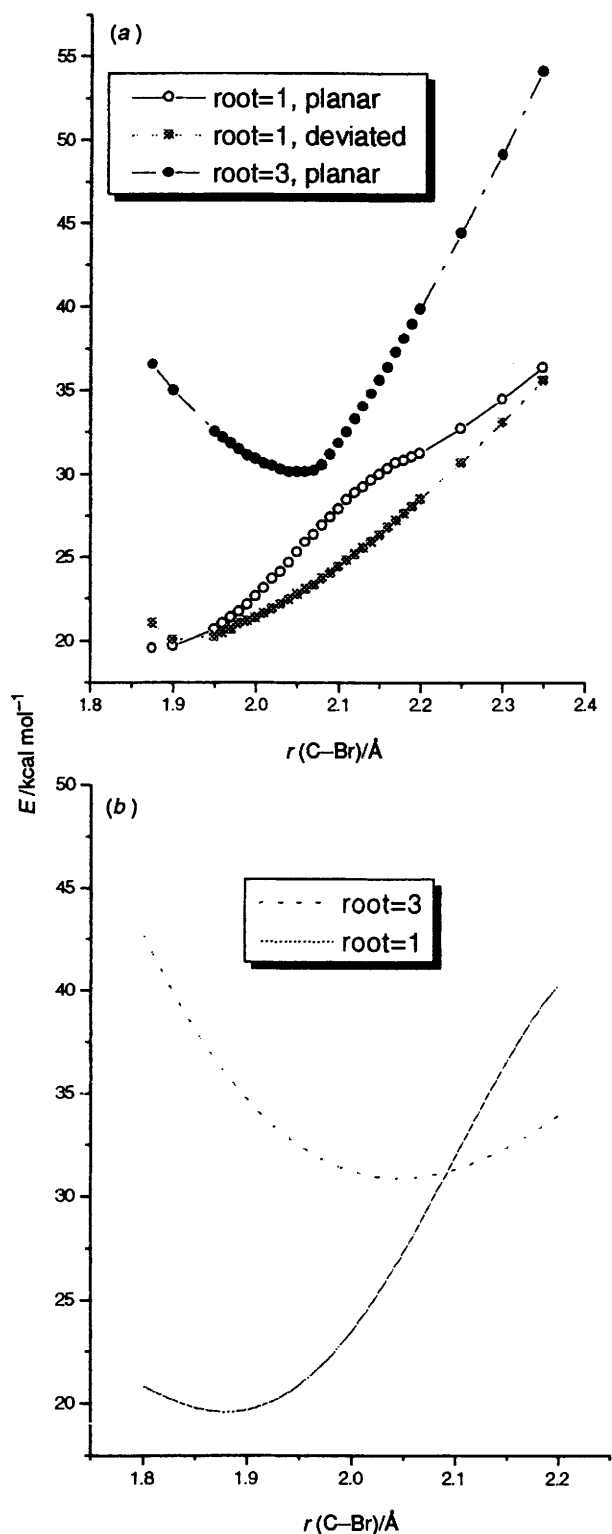 (a)
root=1, planar
root=1, deviated
root=3, planar
55
50
45
40
35
30
25
20
1.8 1.9 2.0 2.1 2.2 2.3 2.4
r (C–Br)/Å
E/kcal mol⁻¹
(b)
root=3
root=1
50
45
40
35
30
25
20
1.8 1.9 2.0 2.1 2.2
r (C–Br)/Å